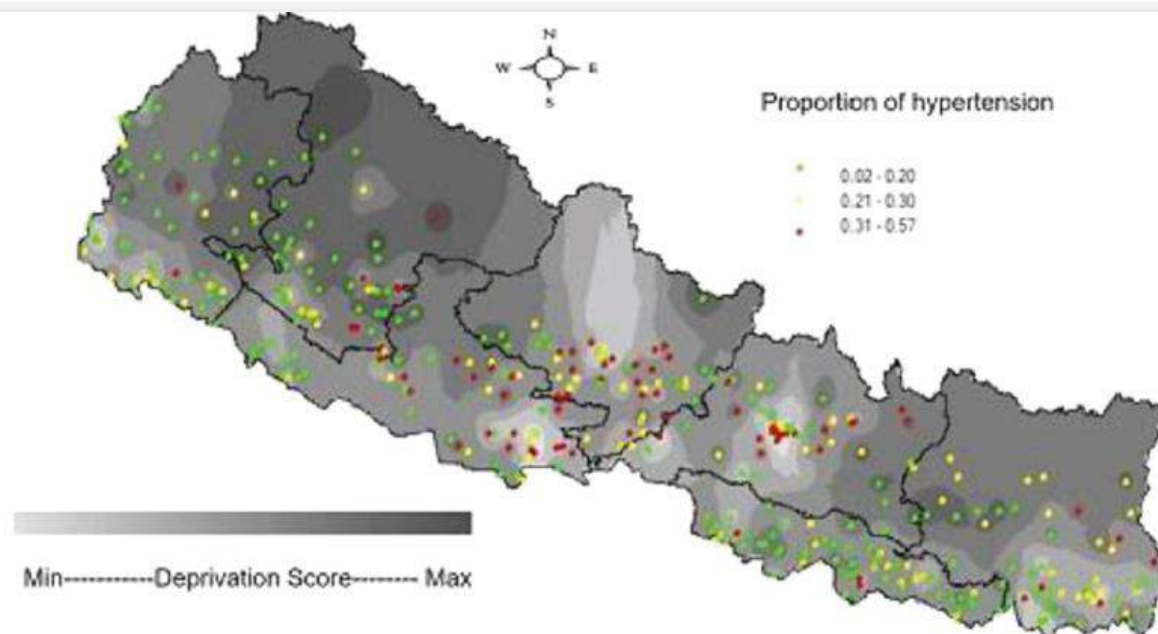 N
W E
S
Proportion of hypertension
0.02 - 0.20
0.21 - 0.30
0.31 - 0.57
Min-----------Deprivation Score------- Max